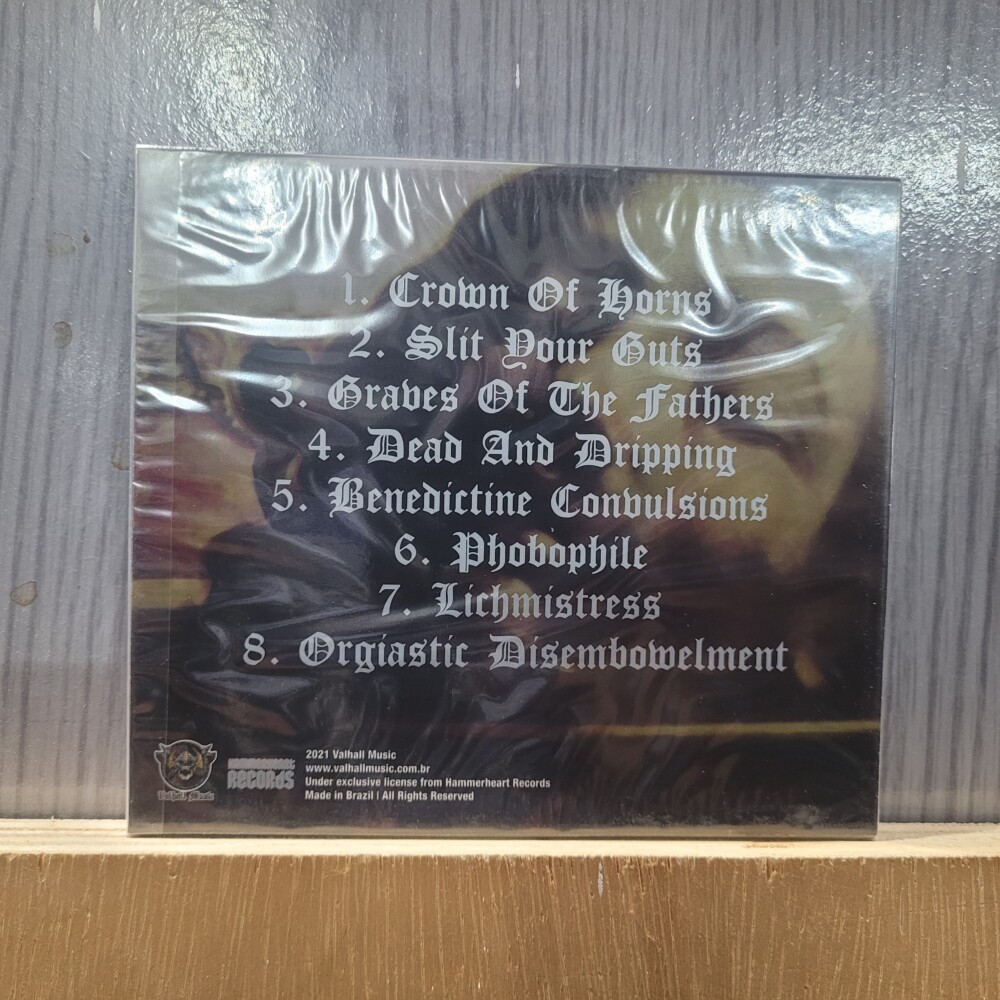 1. Crown Of Horns
2. Slit Your Guts
3. Graves Of The Fathers
4. Dead And Dripping
5. Benedictine Convulsions
6. Phobophile
7. Lichmistress
8. Orgiastic Disembowelment
Valhall Music
RECORDS
2021 Valhall Music
www.valhallmusic.com.br
Under exclusive license from Hammerheart Records
Made in Brazil | All Rights Reserved